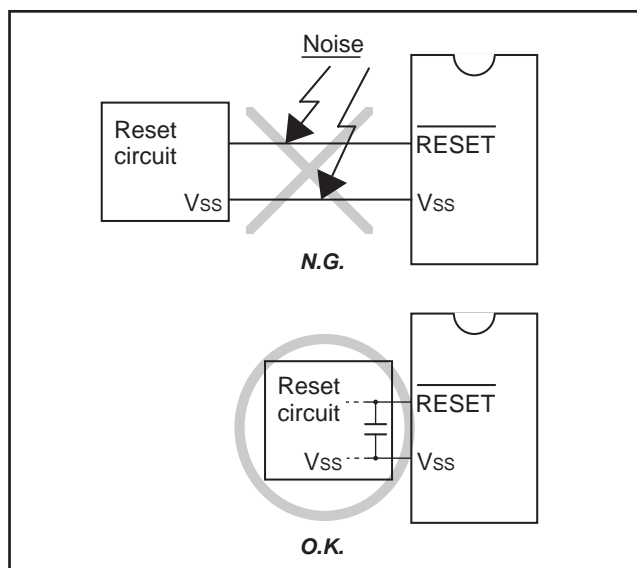 Noise
Reset
circuit
RESET
VSS
VSS
N.G.
Reset
circuit
RESET
VSS
VSS
O.K.